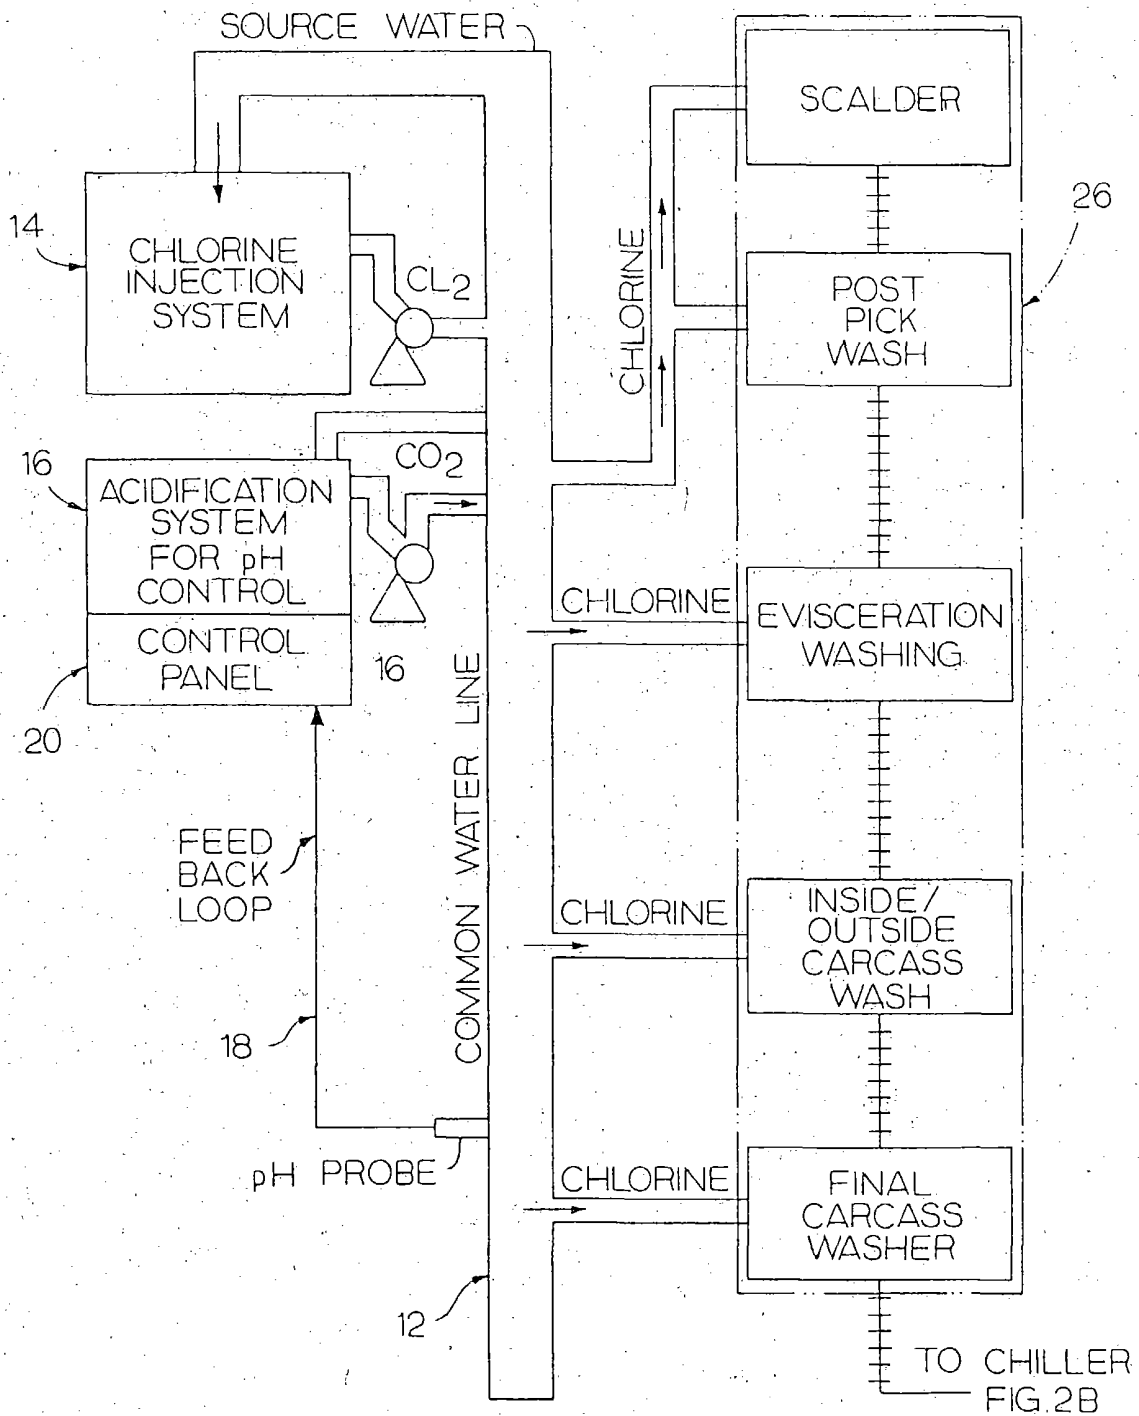 SOURCE WATER
SCALDER
26
14
CHLORINE
INJECTION
SYSTEM
CL2
CHLORINE
POST
PICK
WASH
16
ACIDIFICATION
SYSTEM
FOR pH
CONTROL
CO2
CONTROL
PANEL
20
16
CHLORINE
EVISCERATION
WASHING
COMMON WATER LINE
FEED
BACK
LOOP
18
CHLORINE
INSIDE/
OUTSIDE
CARCASS
WASH
pH PROBE
CHLORINE
FINAL
CARCASS
WASHER
12
TO CHILLER
FIG.2B